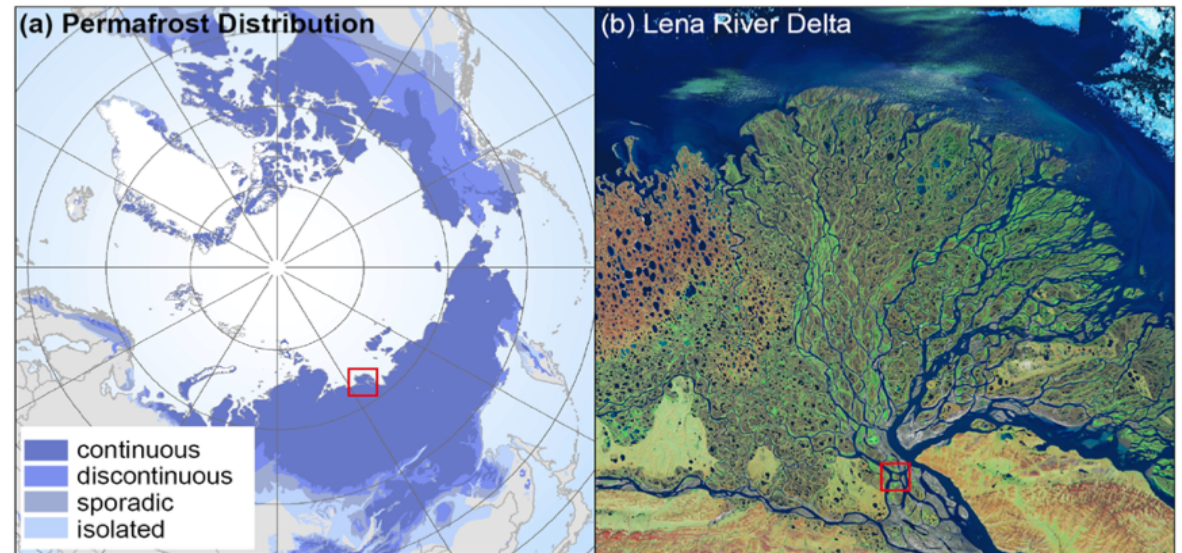 (a) Permafrost Distribution
(b) Lena River Delta
continuous
discontinuous
sporadic
isolated